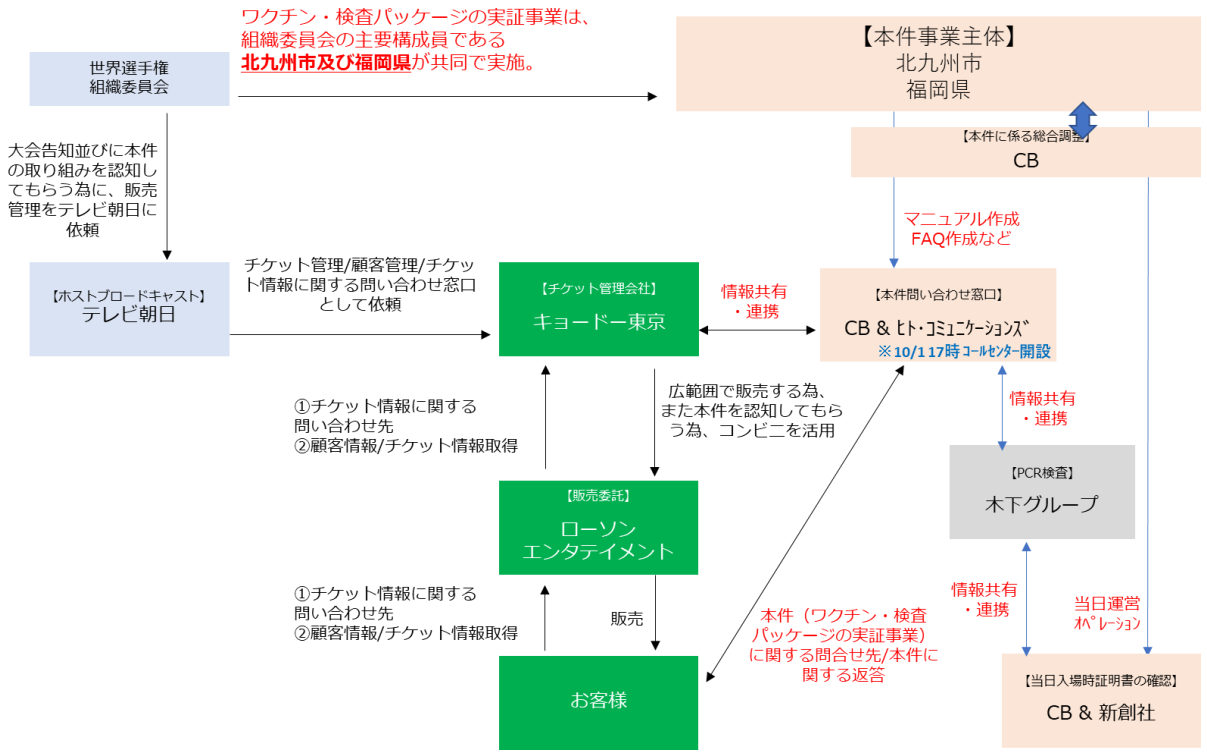 ワクチン・検査パッケージの実証事業は、
組織委員会の主要構成員である
北九州市及び福岡県が共同で実施。
世界選手権
組織委員会
【本件事業主体】
北九州市
福岡県
【本件に係る総合調整】
CB
大会告知並びに本件
の取り組みを認知し
てもらう為に、販売
管理をテレビ朝日に
依頼
マニュアル作成
FAQ作成など
【ホストブロードキャスト】
テレビ朝日
チケット管理/顧客管理/チケッ
ト情報に関する問い合わせ窓口
として依頼
【チケット管理会社】
キョードー東京
情報共有
・連携
【本件問い合わせ窓口】
CB & ﾋﾄ・ｺﾐｭﾆｹｰｼｮﾝｽﾞ
※10/1 17時 ｺｰﾙｾﾝﾀｰ開設
①チケット情報に関する
問い合わせ先
②顧客情報/チケット情報取得
広範囲で販売する為、
また本件を認知してもら
う為、コンビニを活用
情報共有
・連携
【PCR検査】
木下グループ
【販売委託】
ローソン
エンタテイメント
①チケット情報に関する
問い合わせ先
②顧客情報/チケット情報取得
販売
本件（ワクチン・検査
パッケージの実証事業）
に関する問合せ先/本件に
関する返答
情報共有
・連携
当日運営
ｵﾍﾟﾚｰｼｮﾝ
お客様
【当日入場時証明書の確認】
CB & 新創社